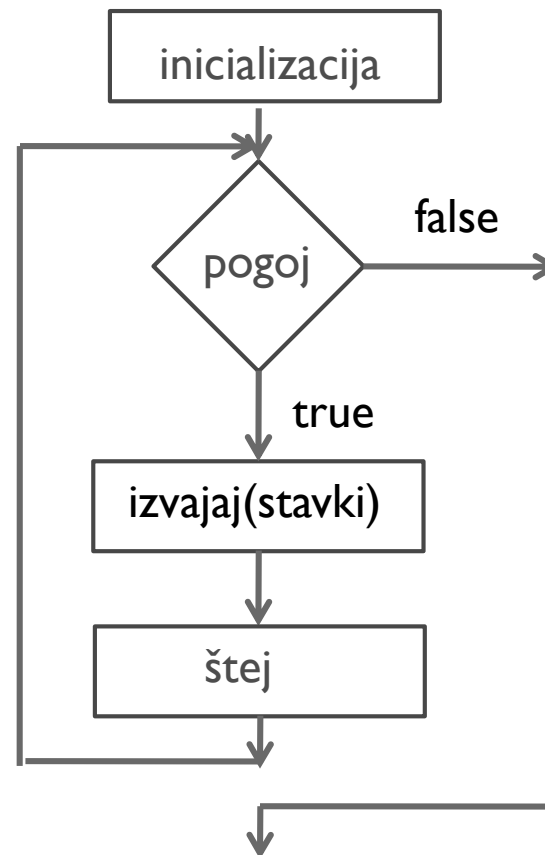 inicializacija
pogoj
false
true
izvajaj(stavki)
štej